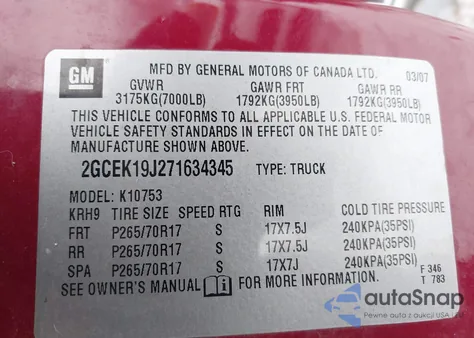 GM
MFD BY GENERAL MOTORS OF CANADA LTD. 03/07
GVWR GAWR FRT GAWR RR
3175KG(7000LB) 1792KG(3950LB) 1792KG(3950LB)
THIS VEHICLE CONFORMS TO ALL APPLICABLE U.S. FEDERAL MOTOR
VEHICLE SAFETY STANDARDS IN EFFECT ON THE DATE OF
MANUFACTURE SHOWN ABOVE.
2GCEK19J271634345 TYPE: TRUCK
MODEL: K10753
KRH9 TIRE SIZE SPEED RTG RIM COLD TIRE PRESSURE
FRT P265/70R17 S 17X7.5J 240KPA(35PSI)
RR P265/70R17 S 17X7.5J 240KPA(35PSI)
SPA P265/70R17 S 17X7J 240KPA(35PSI)
SEE OWNER'S MANUAL i FOR MORE INFORMATION. F 346
T 783
autoSnap
Pewne auto z aukcji USA